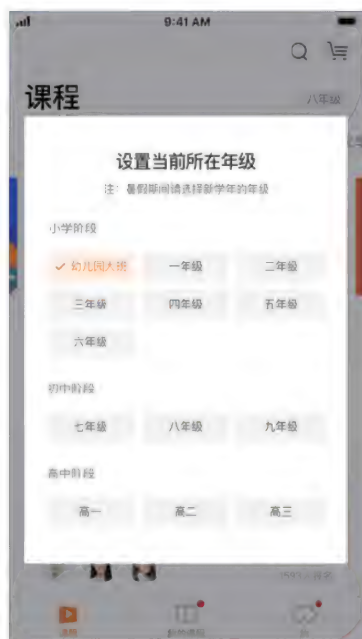 9:41 AM
课程
八年级
设置当前所在年级
注：暑假期间请选择新学年的年级
小学阶段
幼儿园大班 一年级 二年级
三年级 四年级 五年级
六年级
初中阶段
七年级 八年级 九年级
高中阶段
高一 高二 高三